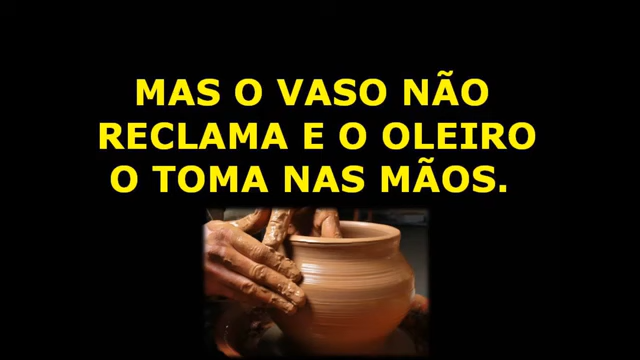 MAS O VASO NÃO
RECLAMA E O OLEIRO
O TOMA NAS MÃOS.